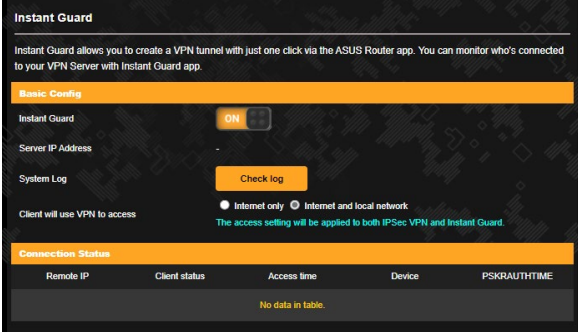 Instant Guard
Instant Guard allows you to create a VPN tunnel with just one click via the ASUS Router app. You can monitor who's connected
to your VPN Server with Instant Guard app.
Basic Config
Instant Guard
ON
Server IP Address
-
System Log
Check log
Client will use VPN to access
Internet only Internet and local network
The access setting will be applied to both IPSec VPN and Instant Guard.
Connection Status
Remote IP Client status Access time Device PSKRAUTHTIME
No data in table.